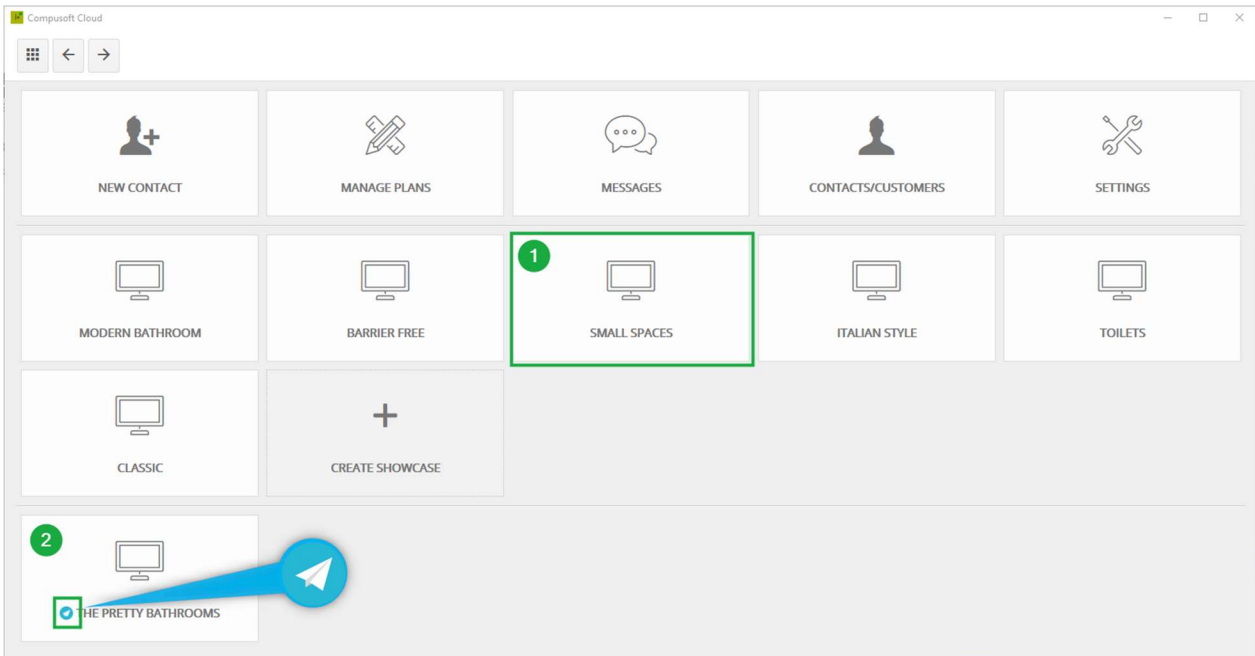 Compusoft Cloud
NEW CONTACT
MANAGE PLANS
MESSAGES
CONTACTS/CUSTOMERS
SETTINGS
1
MODERN BATHROOM
BARRIER FREE
SMALL SPACES
ITALIAN STYLE
TOILETS
CLASSIC
CREATE SHOWCASE
2
THE PRETTY BATHROOMS